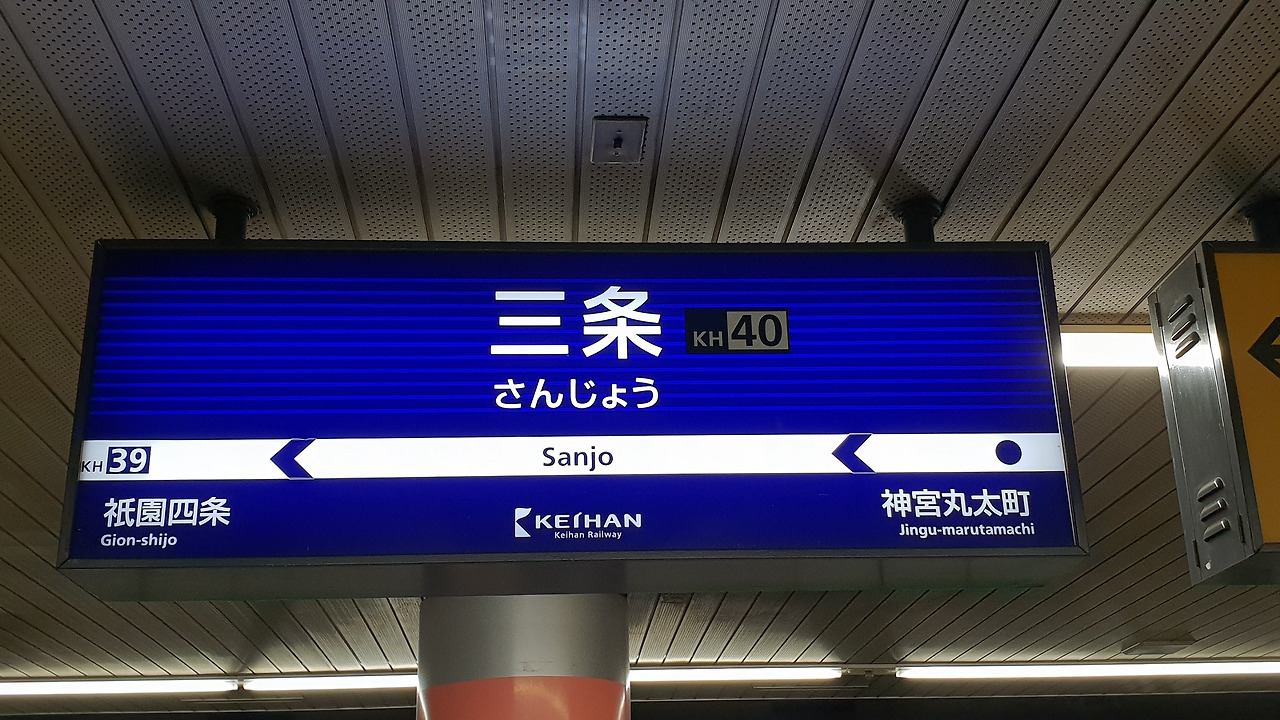 三条 KH 40
さんじょう
KH 39 Sanjo
祇園四条
Gion-shijo
KEIHAN
Keihan Railway
神宮丸太町
Jingu-marutamachi